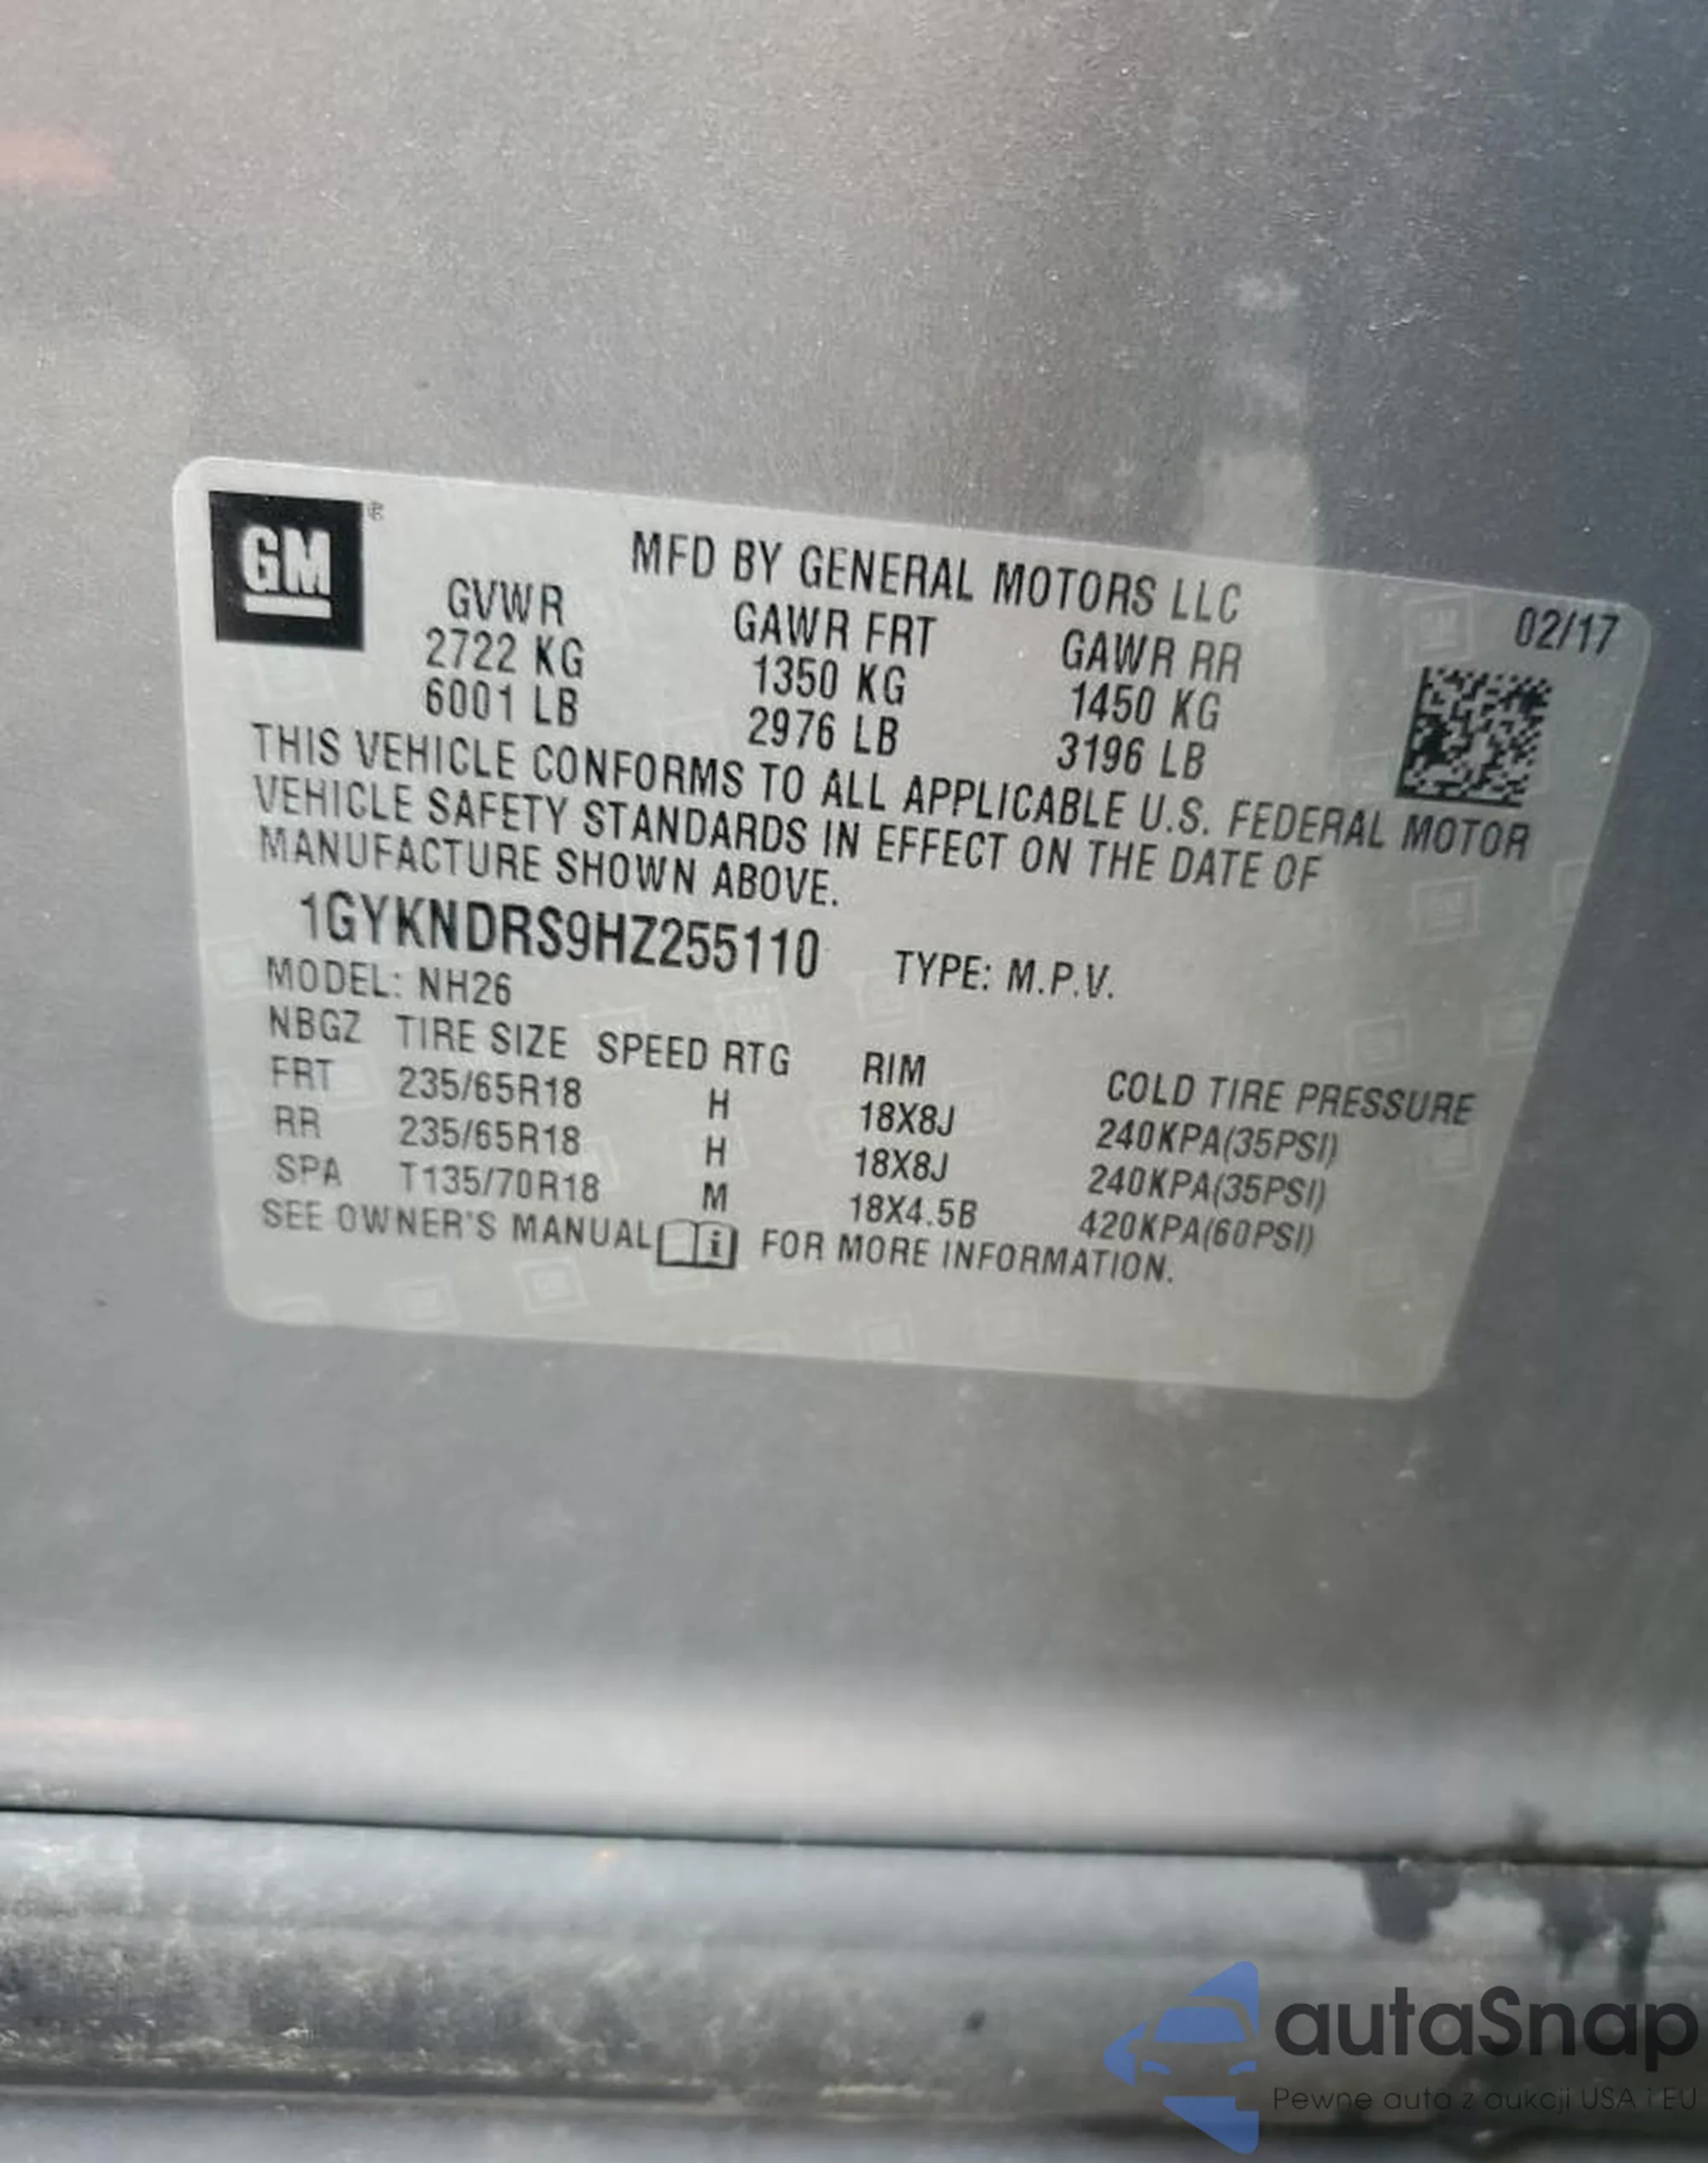 GM ®
MFD BY GENERAL MOTORS LLC
02/17
GVWR GAWR FRT GAWR RR
2722 KG 1350 KG 1450 KG
6001 LB 2976 LB 3196 LB
THIS VEHICLE CONFORMS TO ALL APPLICABLE U.S. FEDERAL MOTOR
VEHICLE SAFETY STANDARDS IN EFFECT ON THE DATE OF
MANUFACTURE SHOWN ABOVE.
1GYKNDRS9HZ255110 TYPE: M.P.V.
MODEL: NH26
NBGZ TIRE SIZE SPEED RTG RIM COLD TIRE PRESSURE
FRT 235/65R18 H 18X8J 240KPA(35PSI)
RR 235/65R18 H 18X8J 240KPA(35PSI)
SPA T135/70R18 M 18X4.5B 420KPA(60PSI)
SEE OWNER'S MANUAL i FOR MORE INFORMATION.
autaSnap
Pewne auta z aukcji USA i EU